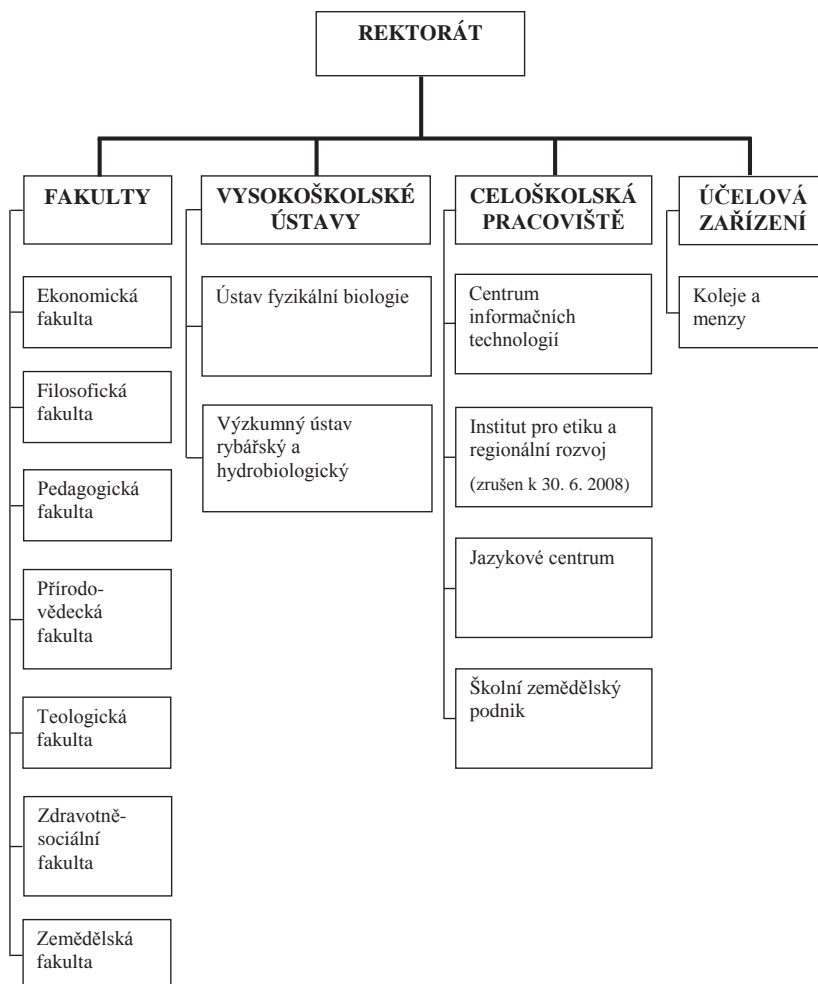 REKTORÁT
FAKULTY
Ekonomická
fakulta
Filosofická
fakulta
Pedagogická
fakulta
Přírodo-
vědecká
fakulta
Teologická
fakulta
Zdravotně-
sociální
fakulta
Zemědělská
fakulta
VYSOKOŠKOLSKÉ
ÚSTAVY
Ústav fyzikální biologie
Výzkumný ústav
rybářský a
hydrobiologický
CELOŠKOLSKÁ
PRACOVIŠTĚ
Centrum
informačních
technologií
Institut pro etiku a
regionální rozvoj
(zrušen k 30. 6. 2008)
Jazykové centrum
Školní zemědělský
podnik
ÚČELOVÁ
ZAŘÍZENÍ
Koleje a
menzy